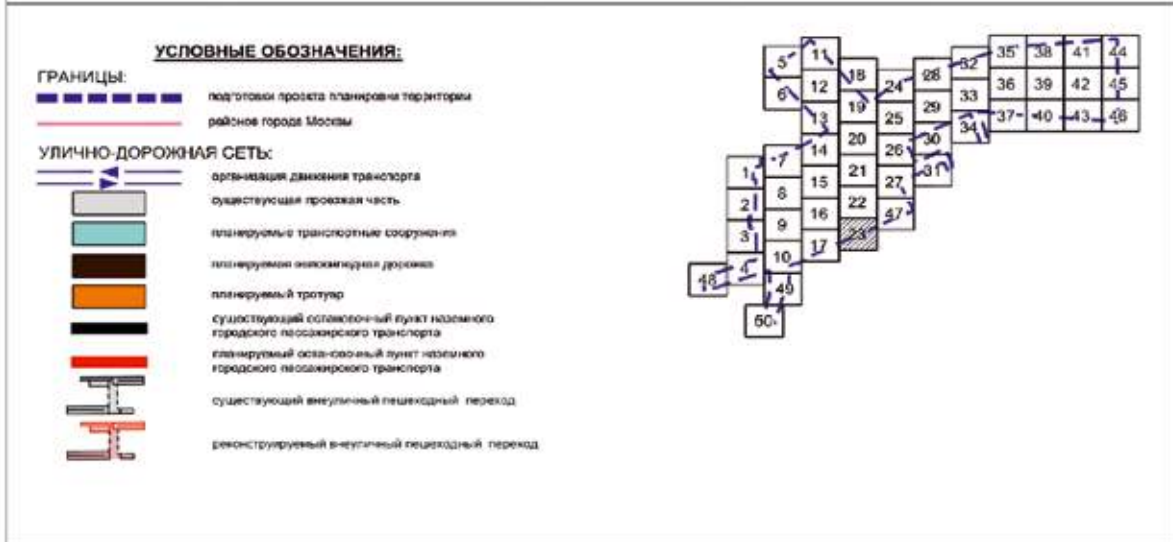 УСЛОВНЫЕ ОБОЗНАЧЕНИЯ:
ГРАНИЦЫ:
подготовки проекта планировки территории
районов города Москвы
УЛИЧНО-ДОРОЖНАЯ СЕТЬ:
организация движения транспорта
существующая проезжая часть
планируемые транспортные сооружения
планируемая велосипедная дорожка
планируемый тротуар
существующий остановочный пункт наземного
городского пассажирского транспорта
планируемый остановочный пункт наземного
городского пассажирского транспорта
существующий внеуличный пешеходный переход
реконструируемый внеуличный пешеходный переход
5 11 18 24 28 32 35 38 41 44
6 12 19 25 29 33 36 39 42 45
13 20 26 30 34 37 40 43 46
1 7 14 21 27 31
2 8 15 22 47
3 9 16 23
48 4 10 17
49
50